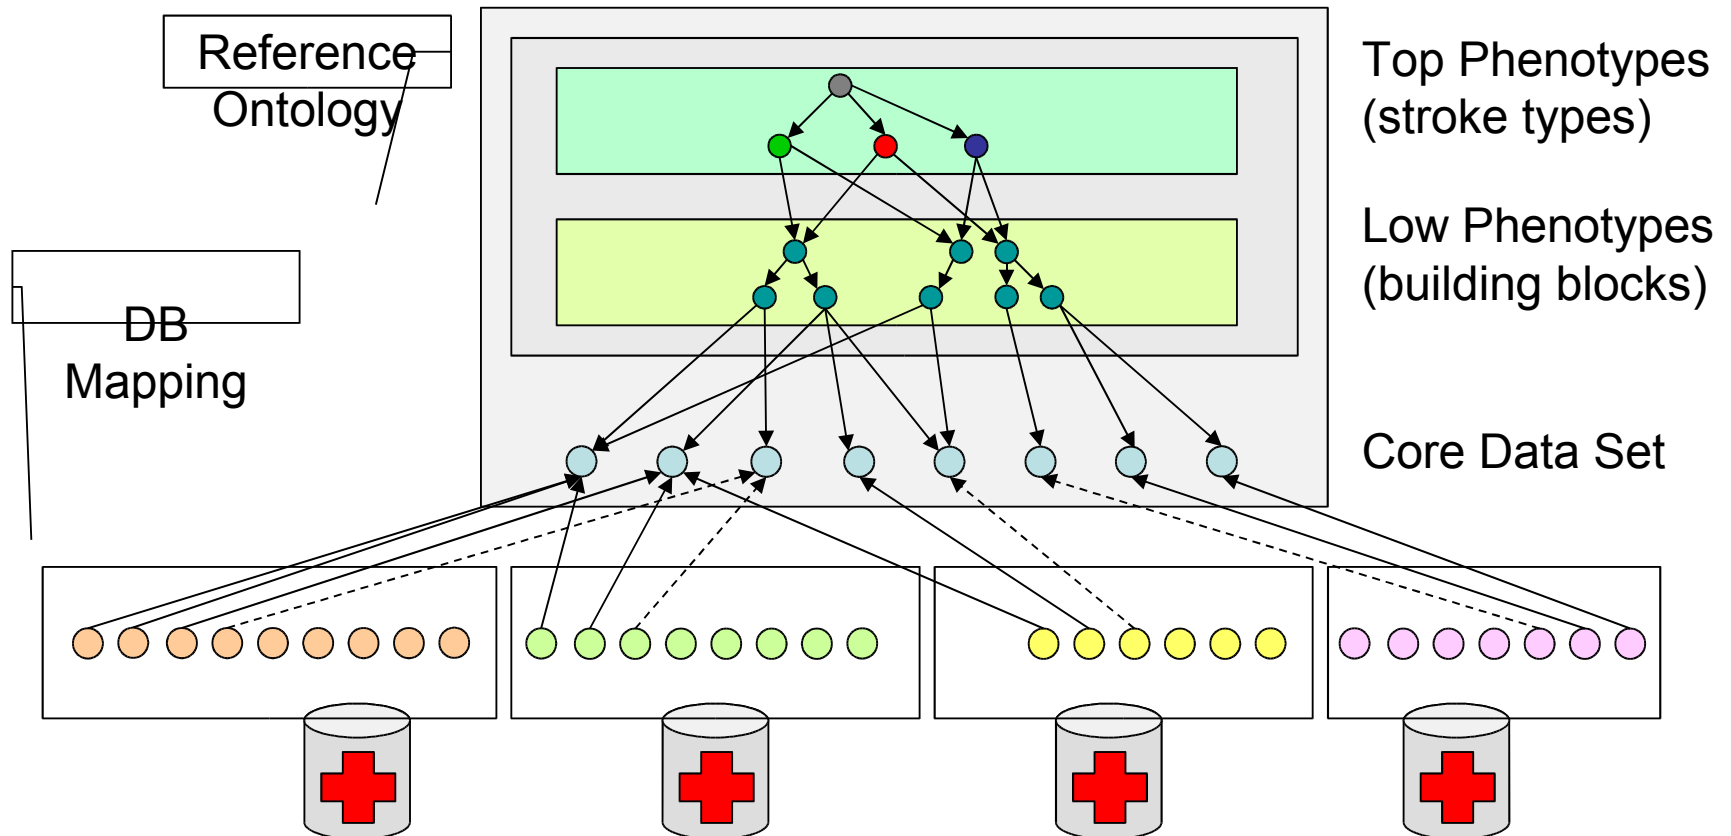 Reference
Ontology
Top Phenotypes
(stroke types)
Low Phenotypes
(building blocks)
DB
Mapping
Core Data Set